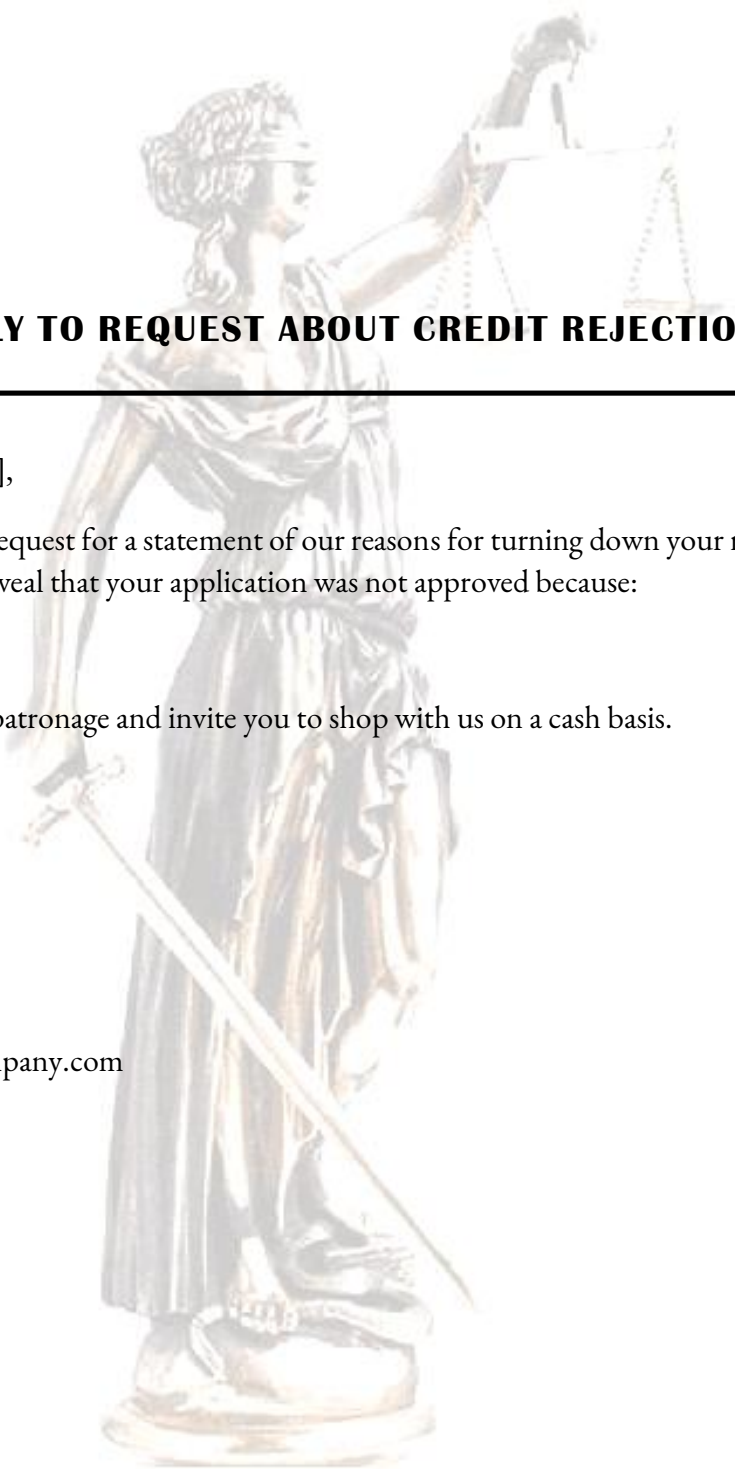 LY TO REQUEST ABOUT CREDIT REJECTIO
],
equest for a statement of our reasons for turning down your
veal that your application was not approved because:
patronage and invite you to shop with us on a cash basis.
pany.com